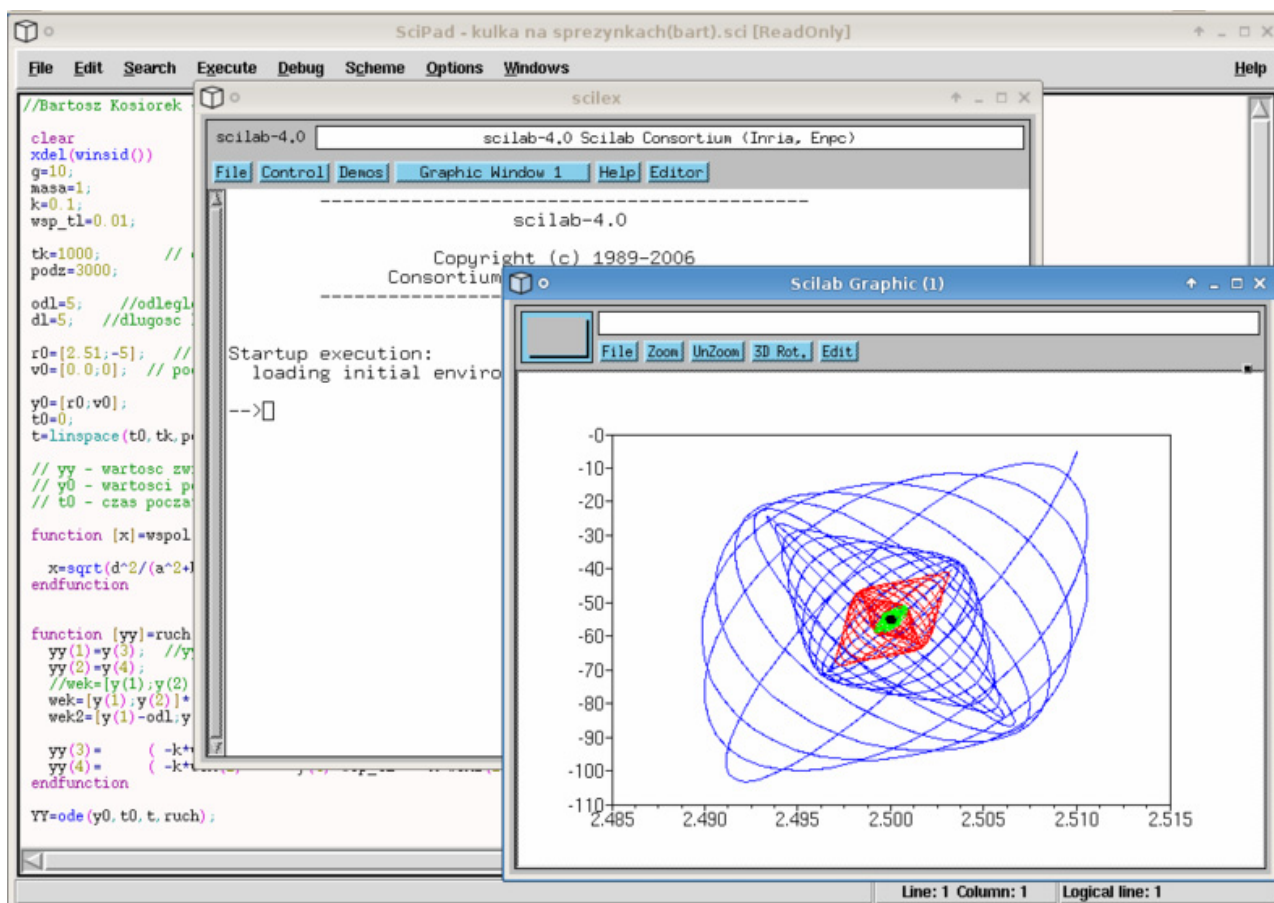 SciPad - kulka na sprezynkach(bart).sci [ReadOnly]
File Edit Search Execute Debug Scheme Options Windows Help
//Bartosz Kosiorek
clear
xdel(winsid())
g=10;
masa=1;
k=0.1;
wsp_tl=0.01;
tk=1000; //
podz=3000;
odl=5; //odlegl
dl=5; //dlugosc
r0=[2.51;-5]; //
v0=[0.0;0]; // po
y0=[r0;v0];
t0=0;
t=linspace(t0,tk,p
// yy - wartosc zw
// y0 - wartosci p
// t0 - czas pocza
function [x]=wspol
x=sqrt(d^2/(a^2+
endfunction
function [yy]=ruch
yy(1)=y(3); //y
yy(2)=y(4);
//wek=[y(1);y(2)
wek=[y(1);y(2)]*
wek2=[y(1)-odl;y
yy(3)= ( -k*
yy(4)= ( -k*
endfunction
YY=ode(y0,t0,t,ruch);
Line: 1 Column: 1 Logical line: 1
scilex
scilab-4.0 scilab-4.0 Scilab Consortium (Inria, Enpc)
File Control Demos Graphic Window 1 Help Editor
-------------------------------------------
scilab-4.0
Copyright (c) 1989-2006
Consortium
Startup execution:
loading initial enviro
-->
Scilab Graphic (1)
File Zoom UnZoom 3D Rot. Edit
-0
-10
-20
-30
-40
-50
-60
-70
-80
-90
-100
-110
2.485 2.490 2.495 2.500 2.505 2.510 2.515